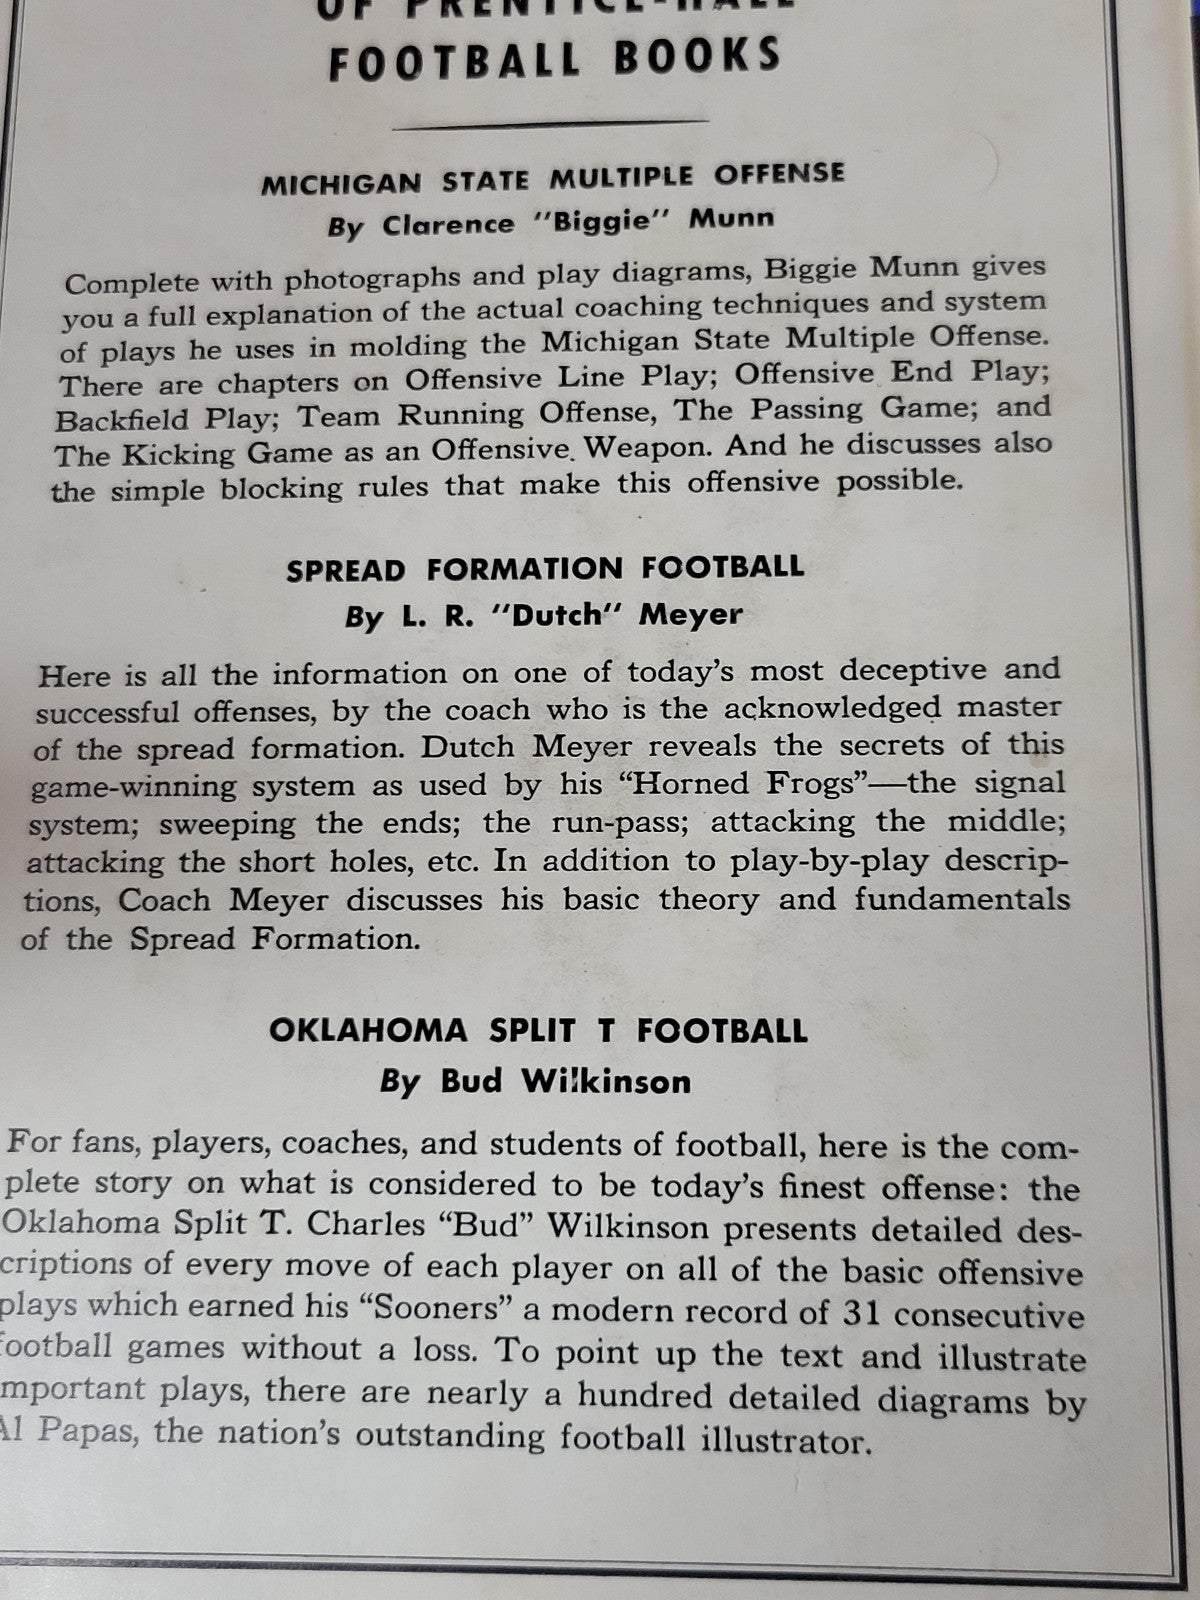 OF PRENTICE-HALL
FOOTBALL BOOKS
MICHIGAN STATE MULTIPLE OFFENSE
By Clarence "Biggie" Munn
Complete with photographs and play diagrams, Biggie Munn gives
you a full explanation of the actual coaching techniques and system
of plays he uses in molding the Michigan State Multiple Offense.
There are chapters on Offensive Line Play; Offensive End Play;
Backfield Play; Team Running Offense, The Passing Game; and
The Kicking Game as an Offensive Weapon. And he discusses also
the simple blocking rules that make this offensive possible.
SPREAD FORMATION FOOTBALL
By L. R. "Dutch" Meyer
Here is all the information on one of today's most deceptive and
successful offenses, by the coach who is the acknowledged master
of the spread formation. Dutch Meyer reveals the secrets of this
game-winning system as used by his “Horned Frogs”—the signal
system; sweeping the ends; the run-pass; attacking the middle;
attacking the short holes, etc. In addition to play-by-play descrip-
tions, Coach Meyer discusses his basic theory and fundamentals
of the Spread Formation.
OKLAHOMA SPLIT T FOOTBALL
By Bud Wilkinson
For fans, players, coaches, and students of football, here is the com-
plete story on what is considered to be today's finest offense: the
Oklahoma Split T. Charles “Bud” Wilkinson presents detailed des-
criptions of every move of each player on all of the basic offensive
plays which earned his “Sooners” a modern record of 31 consecutive
football games without a loss. To point up the text and illustrate
mportant plays, there are nearly a hundred detailed diagrams by
Al Papas, the nation's outstanding football illustrator.